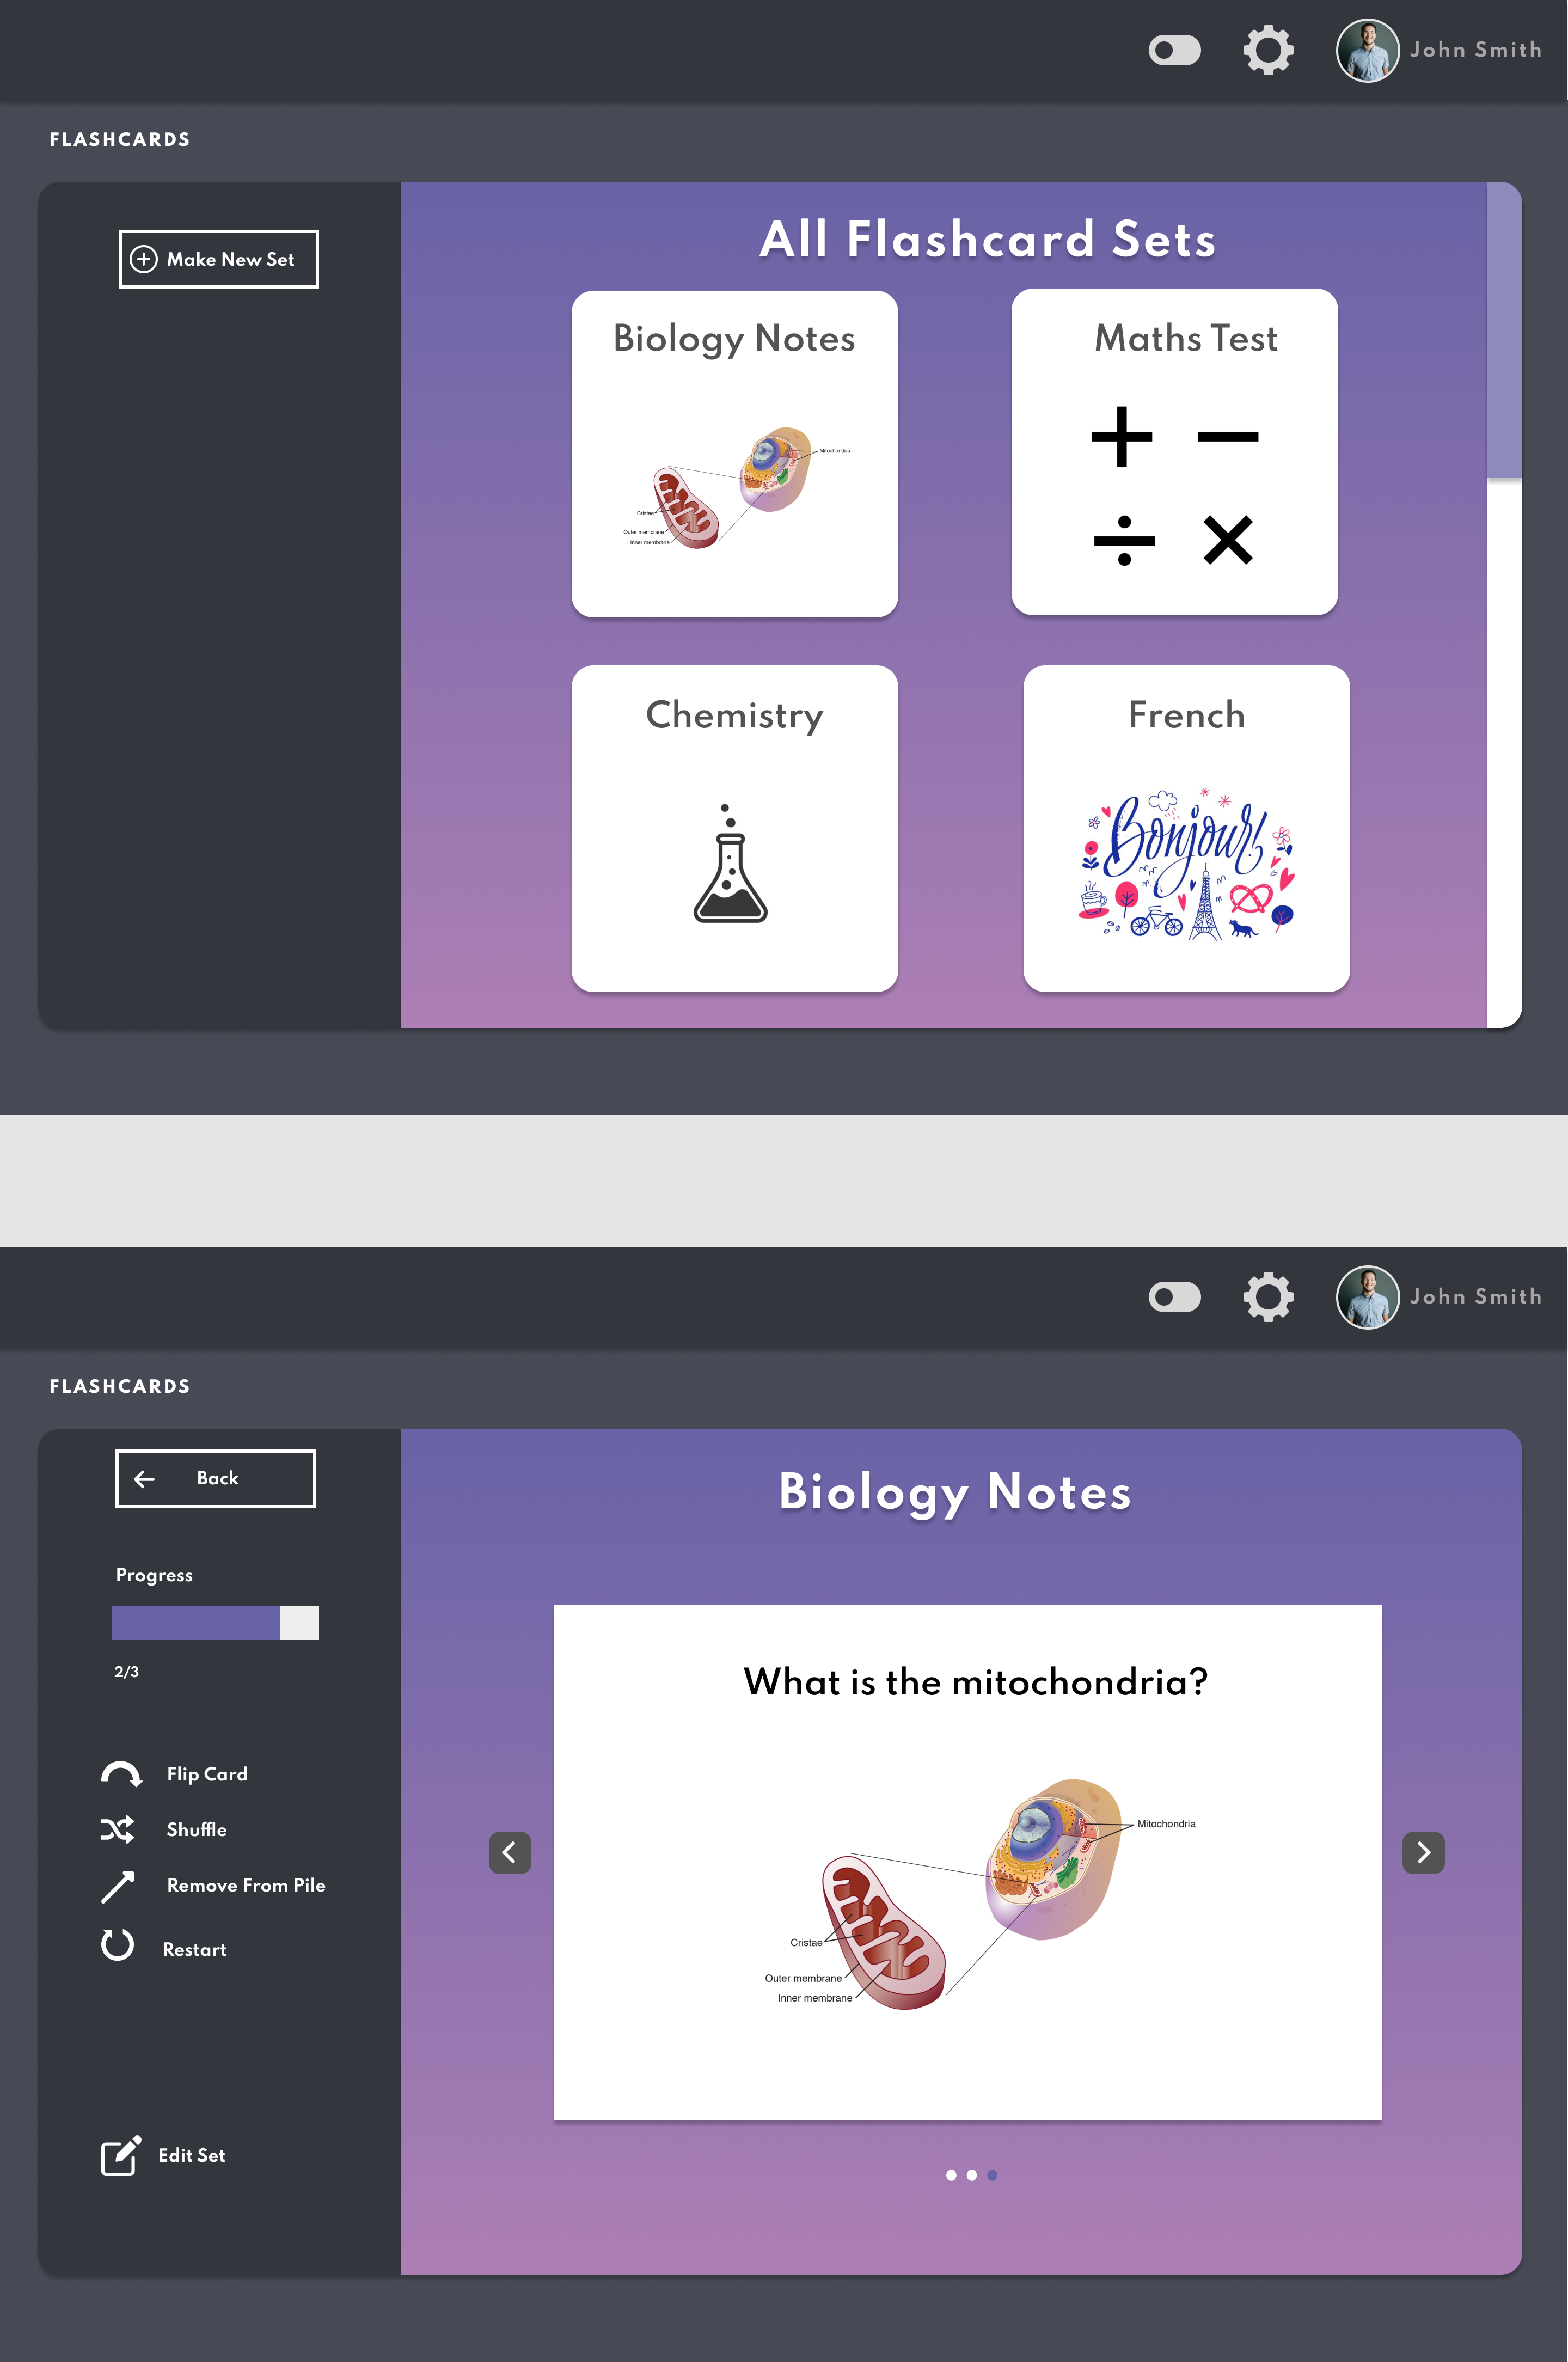 John Smith
FLASHCARDS
Make New Set
All Flashcard Sets
Biology Notes
Mitochondria
Cristae
Outer membrane
Inner membrane
Maths Test
Chemistry
French
Bonjour!
John Smith
FLASHCARDS
Back
Progress
2/3
Flip Card
Shuffle
Remove From Pile
Restart
Edit Set
Biology Notes
What is the mitochondria?
Mitochondria
Cristae
Outer membrane
Inner membrane